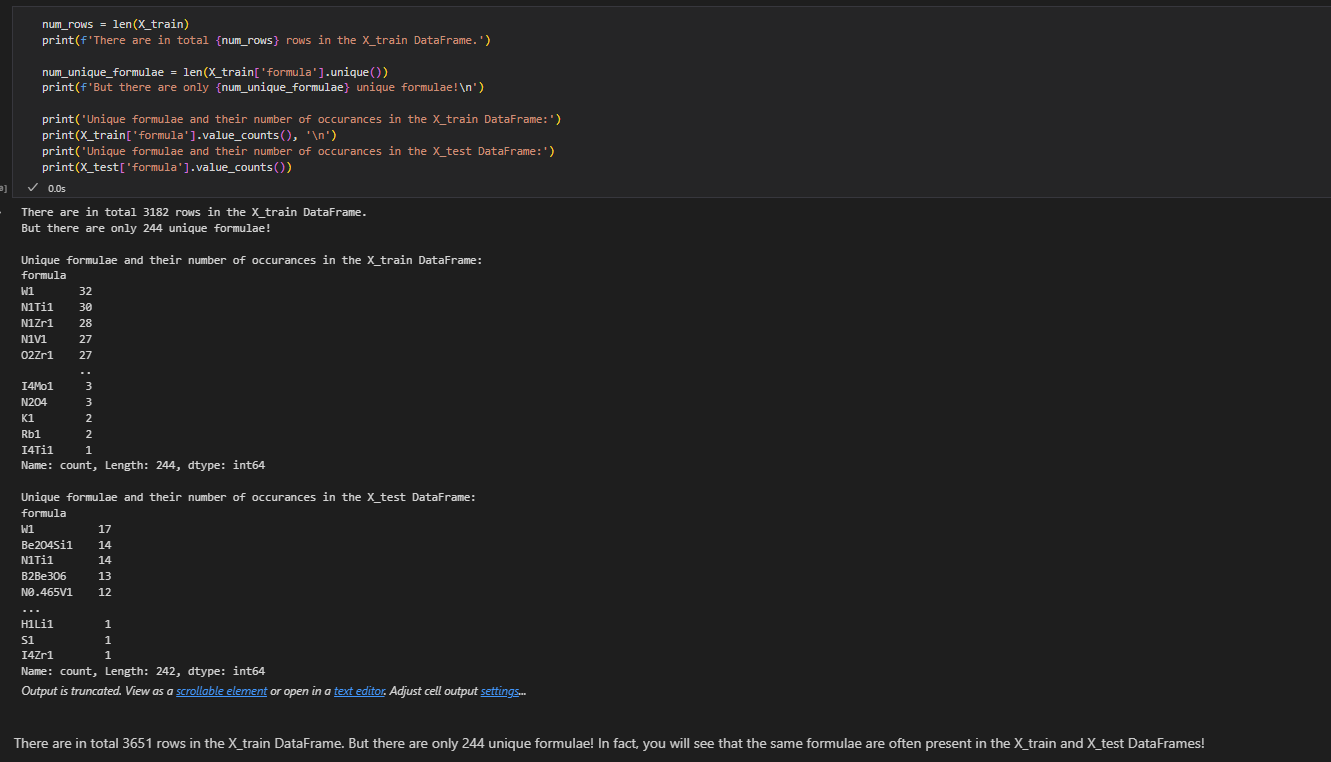 num_rows = len(X_train)
print(f'There are in total {num_rows} rows in the X_train DataFrame.')
num_unique_formulae = len(X_train['formula'].unique())
print(f'But there are only {num_unique_formulae} unique formulae!\n')
print('Unique formulae and their number of occurances in the X_train DataFrame:')
print(X_train['formula'].value_counts(), '\n')
print('Unique formulae and their number of occurances in the X_test DataFrame:')
print(X_test['formula'].value_counts())
✓ 0.0s
There are in total 3182 rows in the X_train DataFrame.
But there are only 244 unique formulae!
Unique formulae and their number of occurances in the X_train DataFrame:
formula
W1 32
N1Ti1 30
N1Zr1 28
N1V1 27
O2Zr1 27
..
I4Mo1 3
N2O4 3
K1 2
Rb1 2
I4Ti1 1
Name: count, Length: 244, dtype: int64
Unique formulae and their number of occurances in the X_test DataFrame:
formula
W1 17
Be2O4Si1 14
N1Ti1 14
B2Be3O6 13
N0.465V1 12
...
H1Li1 1
S1 1
I4Zr1 1
Name: count, Length: 242, dtype: int64
Output is truncated. View as a scrollable element or open in a text editor. Adjust cell output settings...
There are in total 3651 rows in the X_train DataFrame. But there are only 244 unique formulae! In fact, you will see that the same formulae are often present in the X_train and X_test DataFrames!